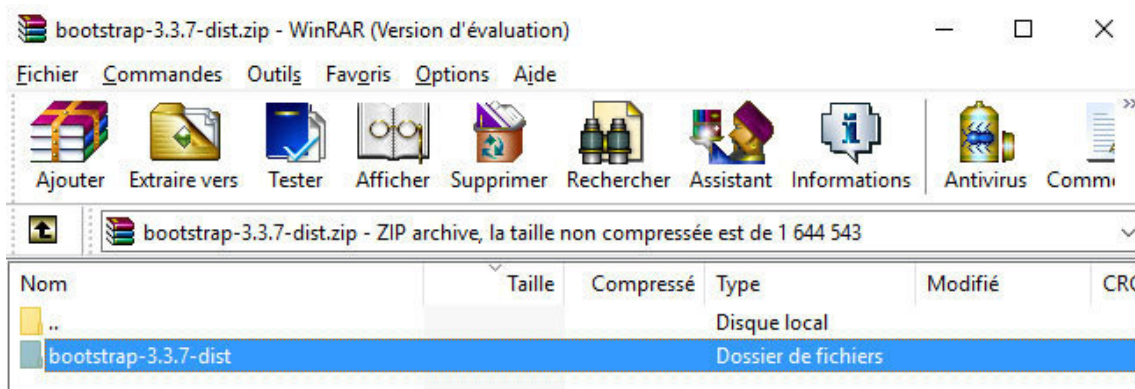 bootstrap-3.3.7-dist.zip - WinRAR (Version d'évaluation)
Fichier Commandes Outils Favoris Options Aide
Ajouter Extraire vers Tester Afficher Supprimer Rechercher Assistant Informations Antivirus Comme
bootstrap-3.3.7-dist.zip - ZIP archive, la taille non compressée est de 1 644 543
Nom Taille Compressé Type Modifié CRC
.. Disque local
bootstrap-3.3.7-dist Dossier de fichiers